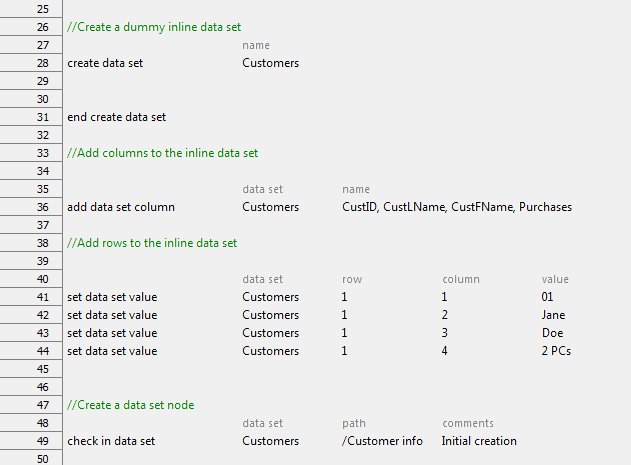 25
26 //Create a dummy inline data set
27 name
28 create data set Customers
29
30
31 end create data set
32
33 //Add columns to the inline data set
34
35 data set name
36 add data set column Customers CustID, CustLName, CustFName, Purchases
37
38 //Add rows to the inline data set
39
40 data set row column value
41 set data set value Customers 1 1 01
42 set data set value Customers 1 2 Jane
43 set data set value Customers 1 3 Doe
44 set data set value Customers 1 4 2 PCs
45
46
47 //Create a data set node
48 data set path comments
49 check in data set Customers /Customer info Initial creation
50